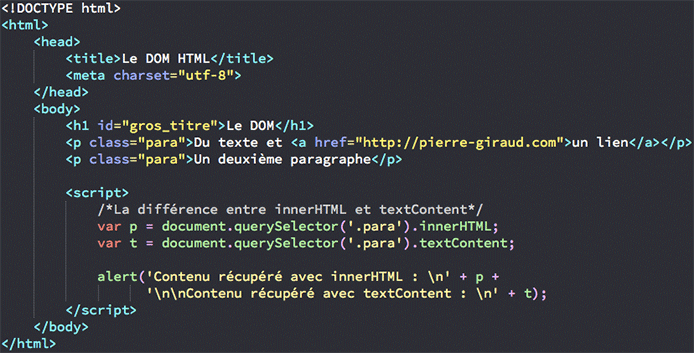 <!DOCTYPE html>
<html>
    <head>
        <title>Le DOM HTML</title>
        <meta charset="utf-8">
    </head>
    <body>
        <h1 id="gros_titre">Le DOM</h1>
        <p class="para">Du texte et <a href="http://pierre-giraud.com">un lien</a></p>
        <p class="para">Un deuxième paragraphe</p>

        <script>
            /*La différence entre innerHTML et textContent*/
            var p = document.querySelector('.para').innerHTML;
            var t = document.querySelector('.para').textContent;

            alert('Contenu récupéré avec innerHTML : \n' + p +
                  '\n\nContenu récupéré avec textContent : \n' + t);
        </script>
    </body>
</html>